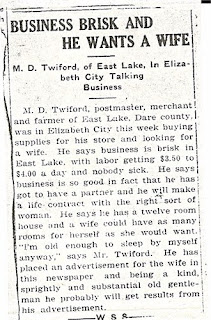 BUSINESS BRISK AND
HE WANTS A WIFE
M. D. Twiford, of East Lake, In Eliza-
beth City Talking
Business
M. D. Twiford, postmaster, merchant
and farmer of East Lake, Dare county,
was in Elizabeth City this week buying
supplies for his store and looking for
a wife. He says business is brisk in
East Lake, with labor getting $3.50 to
$4.00 a day and nobody sick. He says
business is so good in fact that he has
got to have a partner and he will make
a life contract with the right sort of
woman. He says he has a twelve room
house and a wife could have as many
rooms for herself as she would want.
"I'm old enough to sleep by myself
anyway," says Mr. Twiford. He has
placed an advertisement for the wife in
this newspaper and being a kind,
sprightly and substantial old gentle-
man he probably will get results from
his advertisement.
W S S